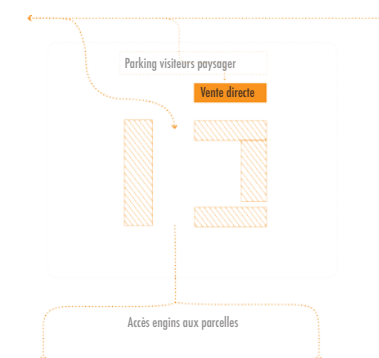 Parking visiteurs paysager
Vente directe
Accès engins aux parcelles